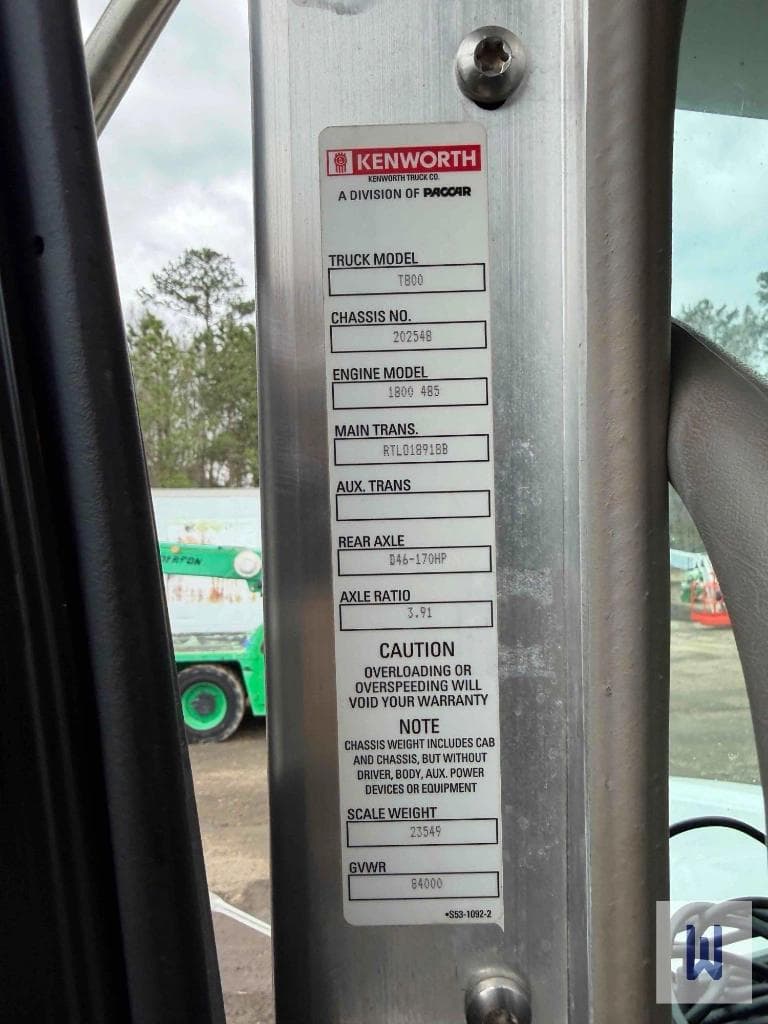 KENWORTH
KENWORTH TRUCK CO.
A DIVISION OF PACCAR
TRUCK MODEL
T800
CHASSIS NO.
202548
ENGINE MODEL
1800 485
MAIN TRANS.
RTLO18918B
AUX. TRANS
REAR AXLE
D46-170HP
AXLE RATIO
3.91
CAUTION
OVERLOADING OR
OVERSPEEDING WILL
VOID YOUR WARRANTY
NOTE
CHASSIS WEIGHT INCLUDES CAB
AND CHASSIS, BUT WITHOUT
DRIVER, BODY, AUX. POWER
DEVICES OR EQUIPMENT
SCALE WEIGHT
23549
GVWR
64000
*S53-1092-2
W